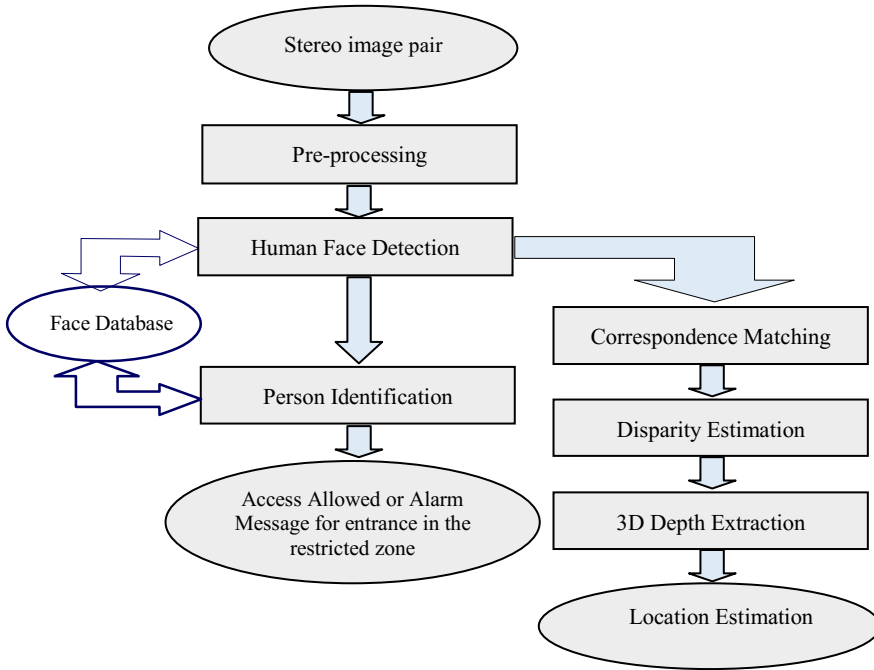 Stereo image pair
Pre-processing
Human Face Detection
Face Database
Correspondence Matching
Person Identification
Disparity Estimation
Access Allowed or Alarm
Message for entrance in the
restricted zone
3D Depth Extraction
Location Estimation